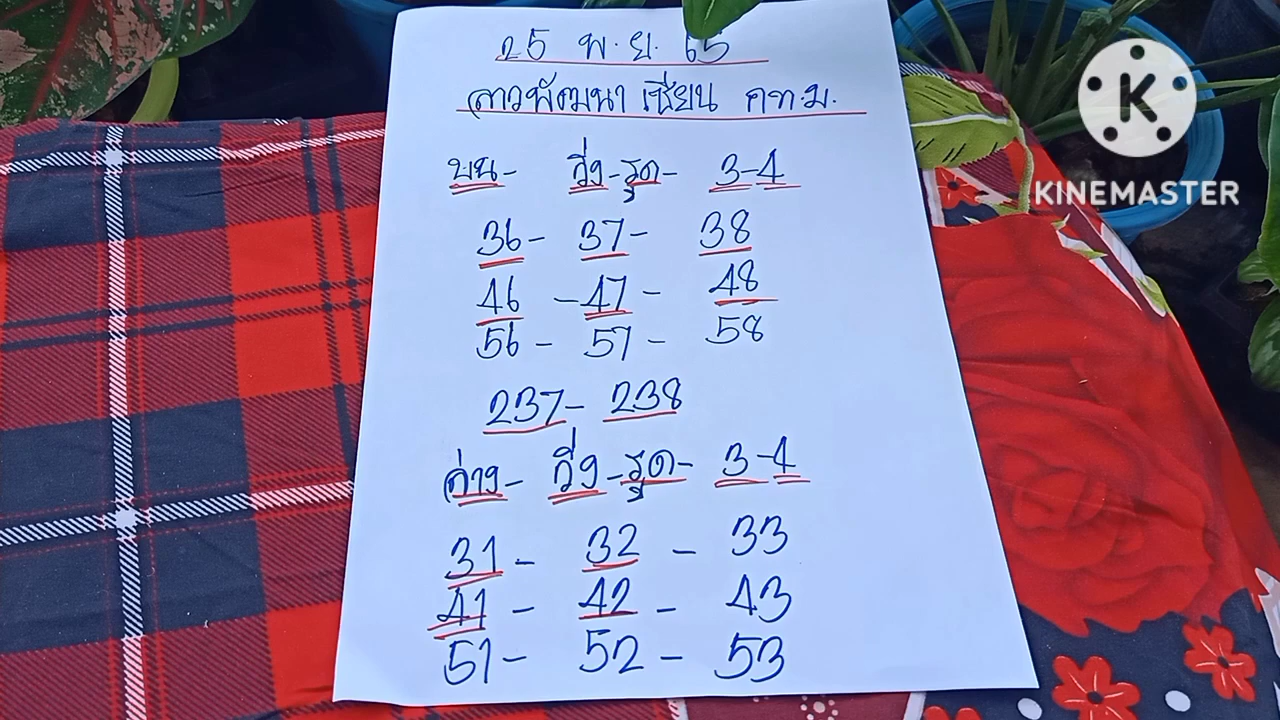 25 พ.ย. 65
ลาวพัฒนา เซียน กทม.
บน- วิ่ง-รูด- 3-4
36- 37- 38
46 -47- 48
56- 57- 58
237- 238
ล่าง- วิ่ง-รูด- 3-4
31- 32 - 33
41 - 42 - 43
51- 52 - 53
K
KINEMASTER